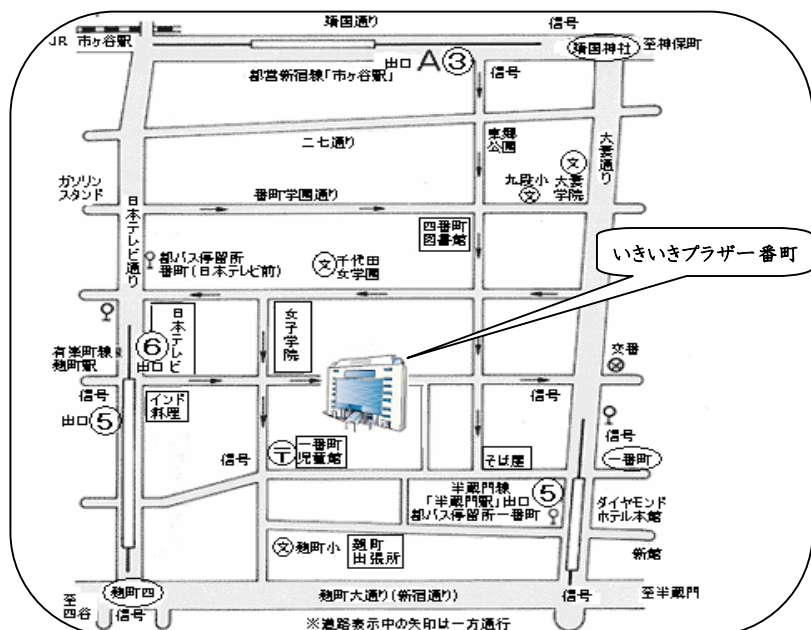 靖国通り
信号
JR 市ヶ谷駅
靖国神社
至神保町
出口 A③
都営新宿線「市ヶ谷駅」
信号
二七通り
東郷
公園
大妻通り
文
九段小
文
大妻
学院
ガソリン
スタンド
番町学園通り
日本テレビ通り
四番町
図書館
いきいきプラザ一番町
都バス停留所
番町(日本テレビ前)
文
千代田
女学園
日本テレビ
女子学院
⑥
出口
有楽町線
麹町駅
交番
信号
出口⑤
インド
料理
信号
信号
信号
〒
一番町
児童館
そば屋
一番町
半蔵門線
「半蔵門駅」出口⑤
都バス停留所一番町
ダイヤモンド
ホテル本館
文
麹町小
麹町
出張所
新館
至
四谷
麹町四
信号
麹町大通り(新宿通り)
信号
至半蔵門
※道路表示中の矢印は一方通行